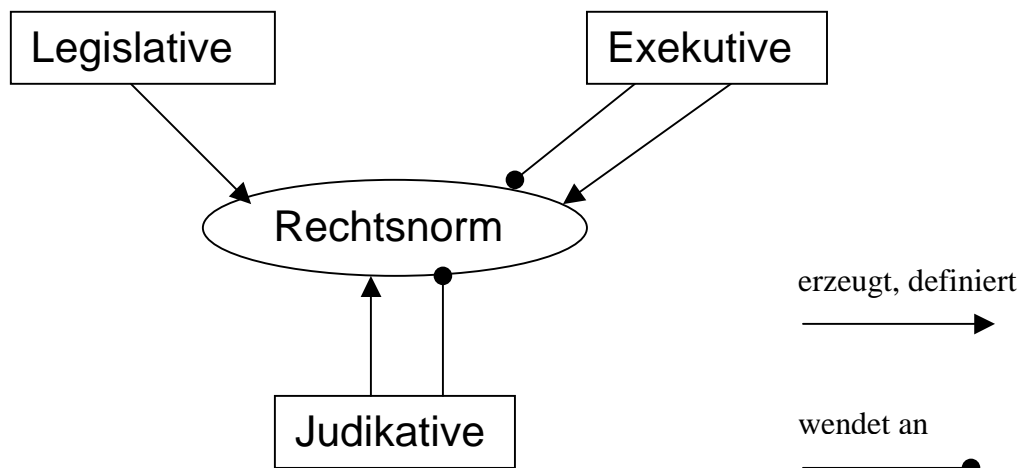 Legislative
Exekutive
Rechtsnorm
erzeugt, definiert
Judikative
wendet an